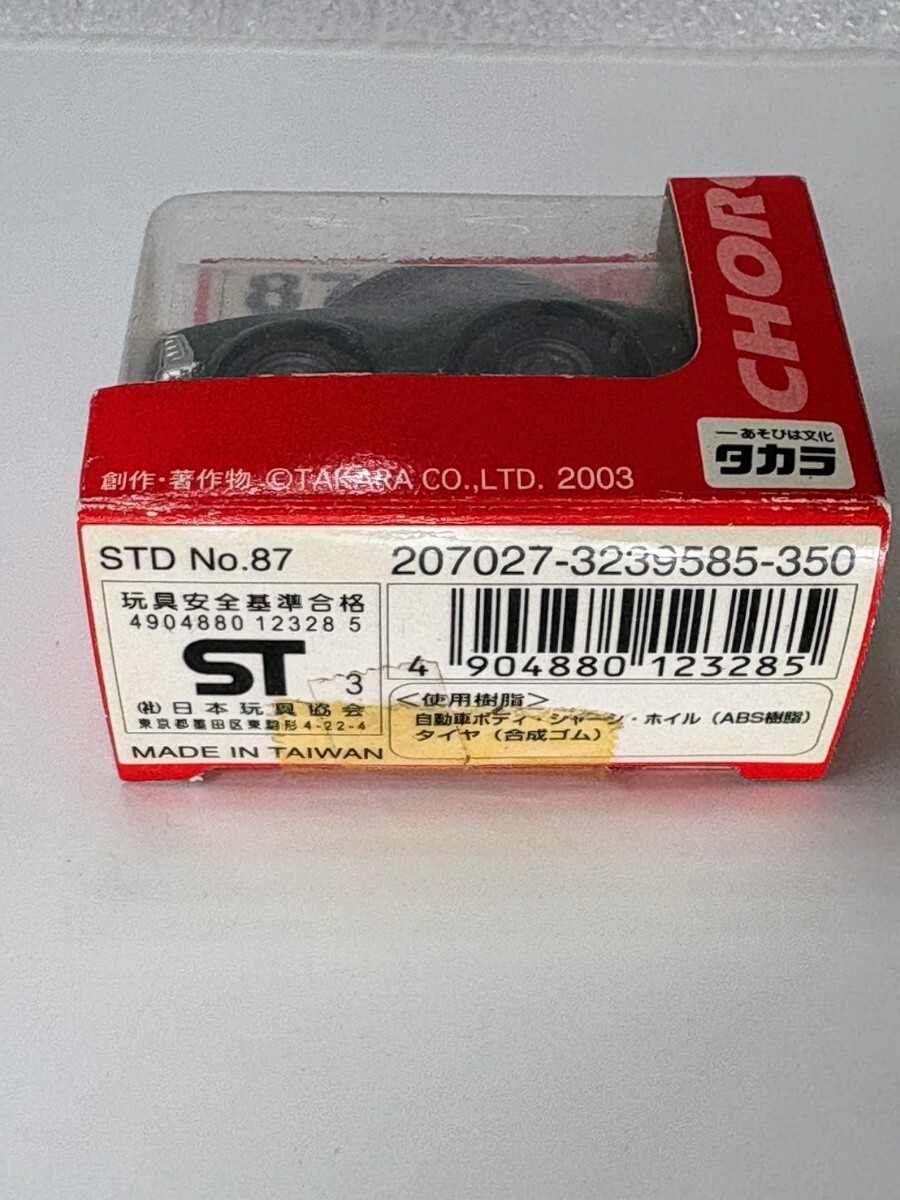 87
CHOR
創作・著作物 ©TAKARA CO.,LTD. 2003
ーあそびは文化
タカラ
STD No.87
207027-3239585-350
玩具安全基準合格
4904880 12328 5
ST 3
(社)日本玩具協会
東京都墨田区東駒形4-22-4
MADE IN TAIWAN
4 904880 123285
<使用樹脂>
自動車ボディ・シャーシ・ホイル (ABS樹脂)
タイヤ (合成ゴム)